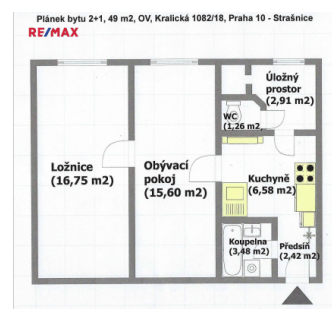 Plánek bytu 2+1, 49 m2, OV, Kralická 1082/18, Praha 10 - Strašnice
RE/MAX
Úložný
prostor
(2,91 m2)
WC
(1,26 m2)
Ložnice
(16,75 m2)
Obývací
pokoj
(15,60 m2)
Kuchyně
(6,58 m2)
Koupelna
(3,48 m2)
Předsíň
(2,42 m2)